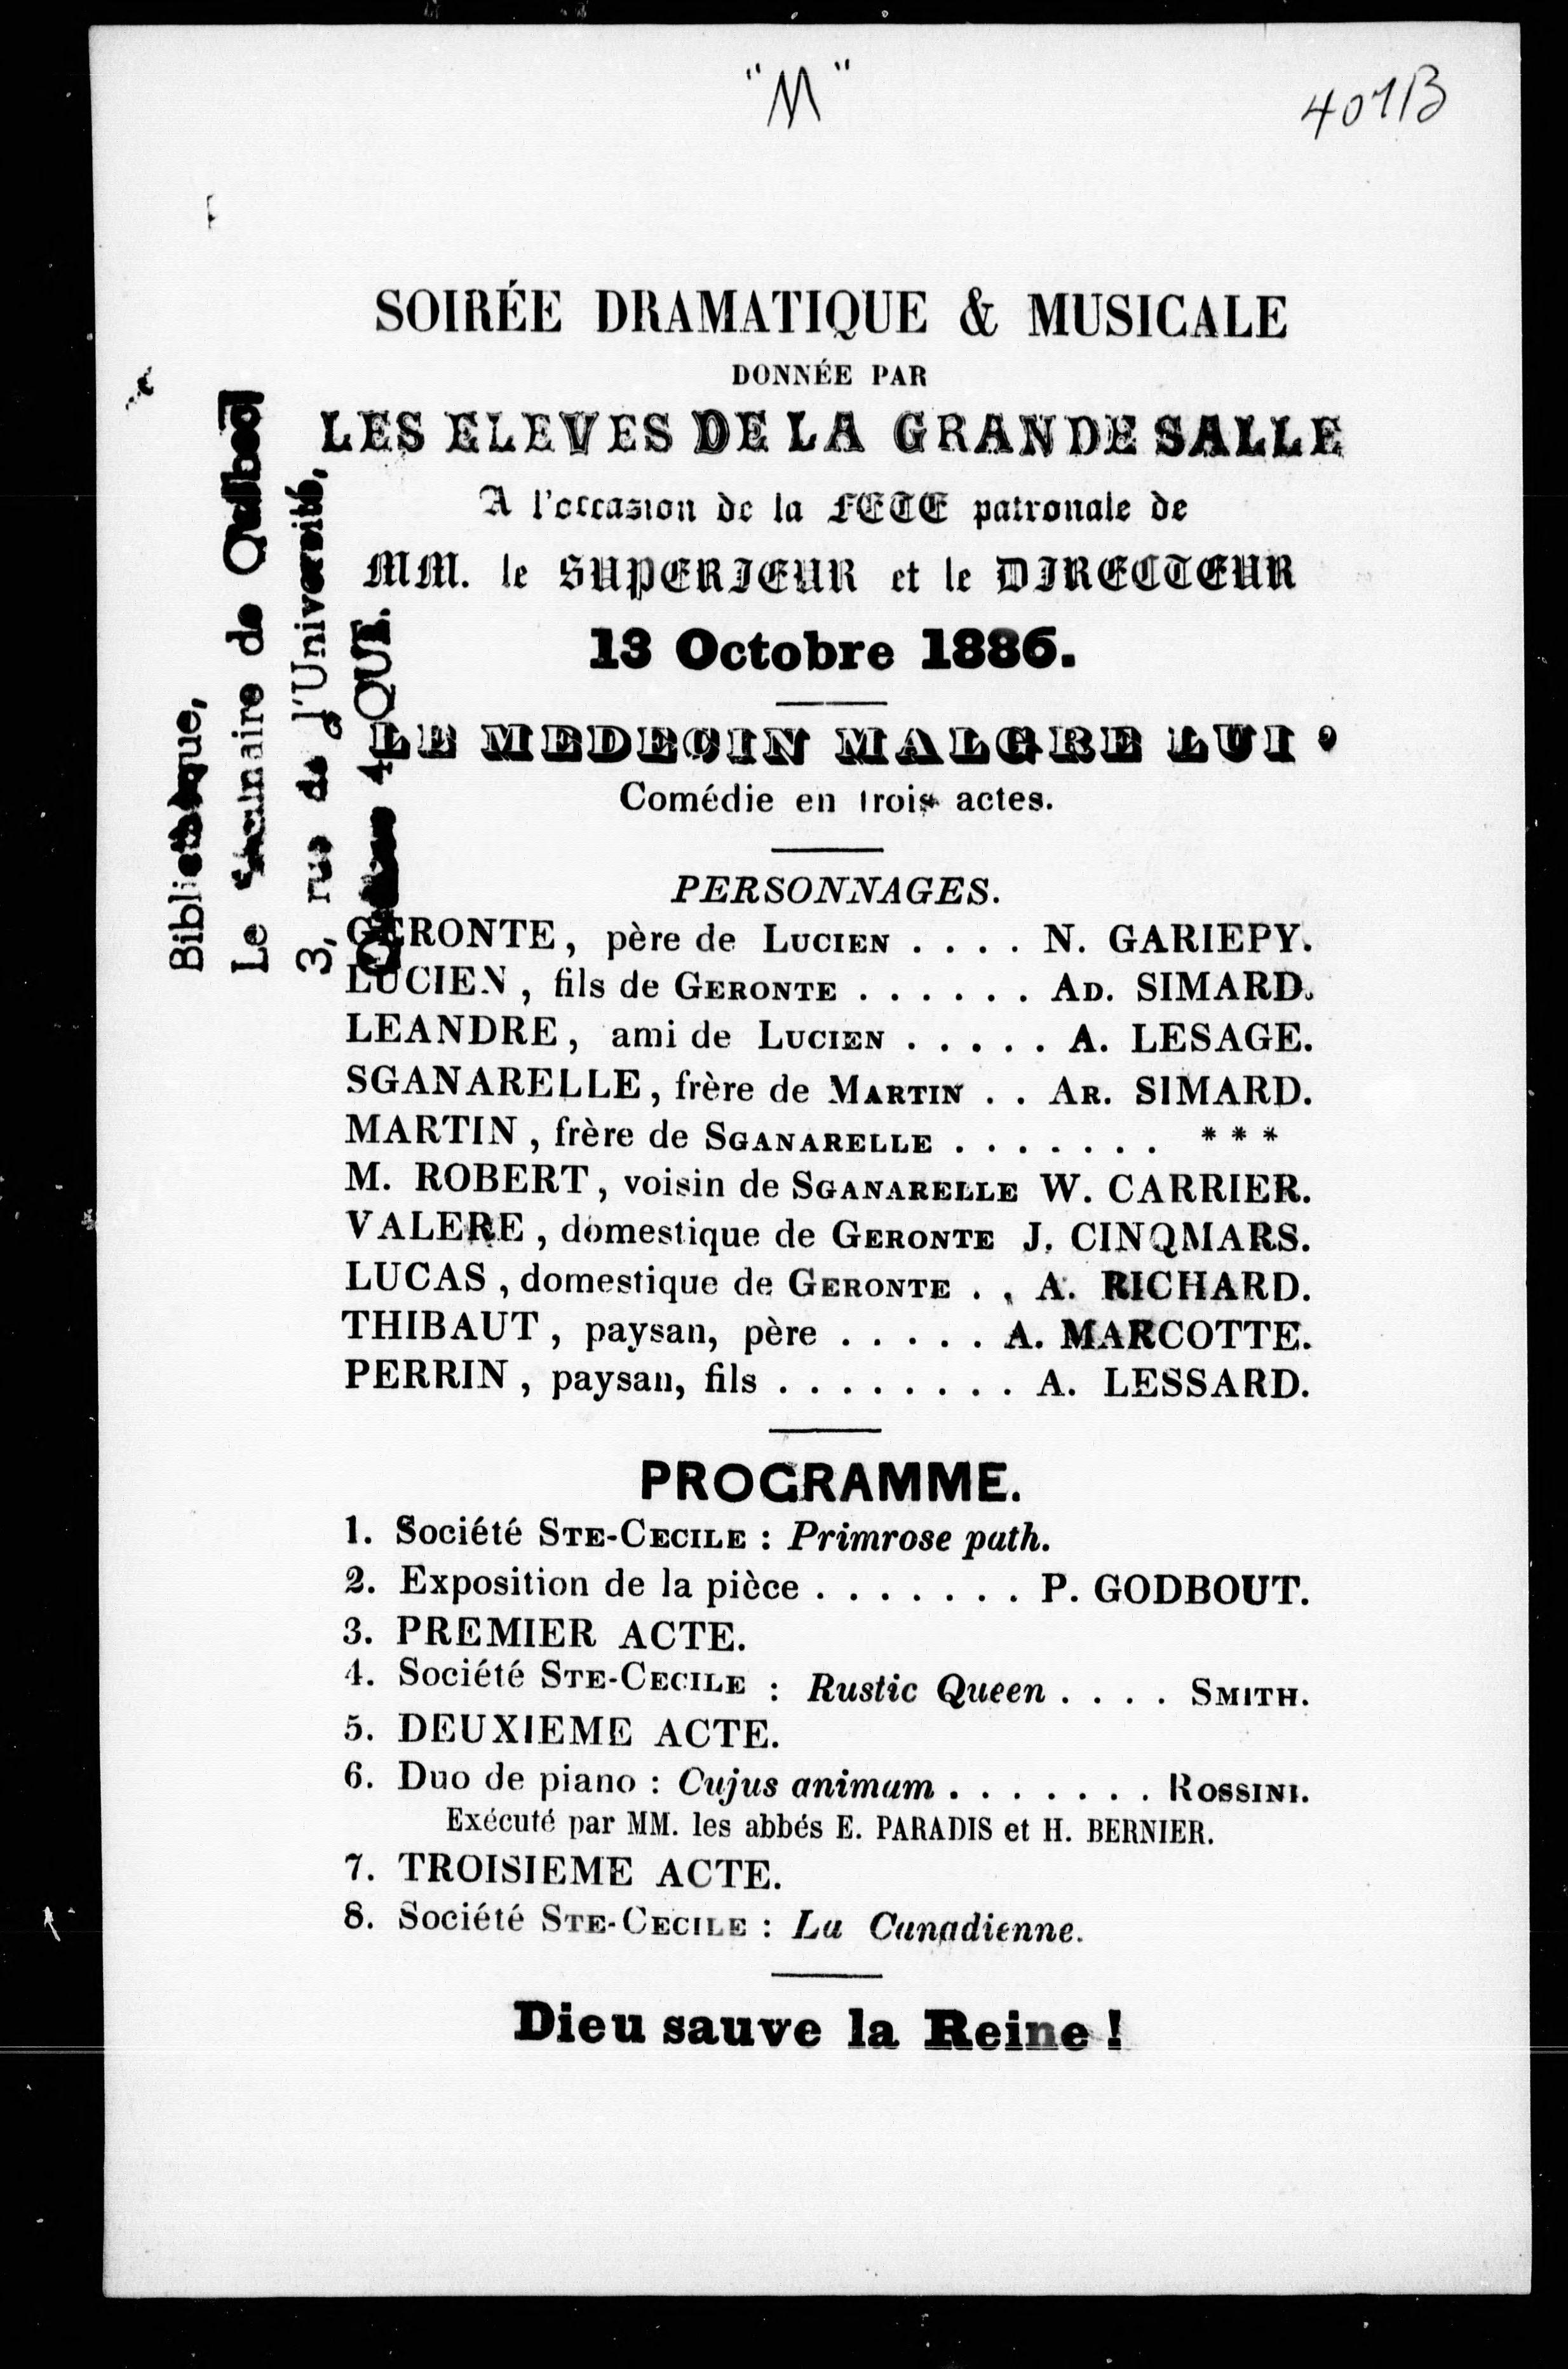 "M"
401B
SOIRÉE DRAMATIQUE & MUSICALE
DONNÉE PAR
LES ELEVES DE LA GRANDE SALLE
A l'occasion de la FETE patronale de
MM. le SUPERIEUR et le DIRECTEUR
13 Octobre 1886.
LE MEDECIN MALGRE LUI
Comédie en trois actes.
PERSONNAGES.
GERONTE, père de LUCIEN . . . . N. GARIEPY.
LUCIEN, fils de GERONTE . . . . . . AD. SIMARD.
LEANDRE, ami de LUCIEN . . . . . A. LESAGE.
SGANARELLE, frère de MARTIN . . AR. SIMARD.
MARTIN, frère de SGANARELLE . . . . . . . * * *
M. ROBERT, voisin de SGANARELLE W. CARRIER.
VALERE, domestique de GERONTE J. CINQMARS.
LUCAS, domestique de GERONTE . . A. RICHARD.
THIBAUT, paysan, père . . . . . A. MARCOTTE.
PERRIN, paysan, fils . . . . . . . . A. LESSARD.
PROGRAMME.
1. Société STE-CECILE : Primrose path.
2. Exposition de la pièce . . . . . . . P. GODBOUT.
3. PREMIER ACTE.
4. Société STE-CECILE : Rustic Queen . . . . SMITH.
5. DEUXIEME ACTE.
6. Duo de piano : Cujus animam . . . . . . . ROSSINI.
Exécuté par MM. les abbés E. PARADIS et H. BERNIER.
7. TROISIEME ACTE.
8. Société STE-CECILE : La Canadienne.
Dieu sauve la Reine !
Bibliothèque,
Le Séminaire de Québec
3, rue de l'Université,
4 QUE.